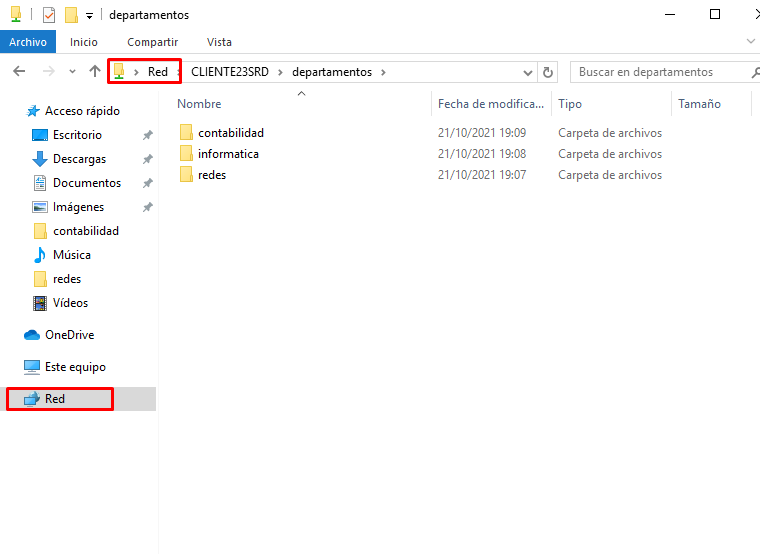 departamentos
Archivo Inicio Compartir Vista
Red CLIENTE23SRD departamentos Buscar en departamentos
Nombre Fecha de modifica... Tipo Tamaño
contabilidad 21/10/2021 19:09 Carpeta de archivos
informatica 21/10/2021 19:08 Carpeta de archivos
redes 21/10/2021 19:07 Carpeta de archivos
Acceso rápido
Escritorio
Descargas
Documentos
Imágenes
contabilidad
Música
redes
Vídeos
OneDrive
Este equipo
Red